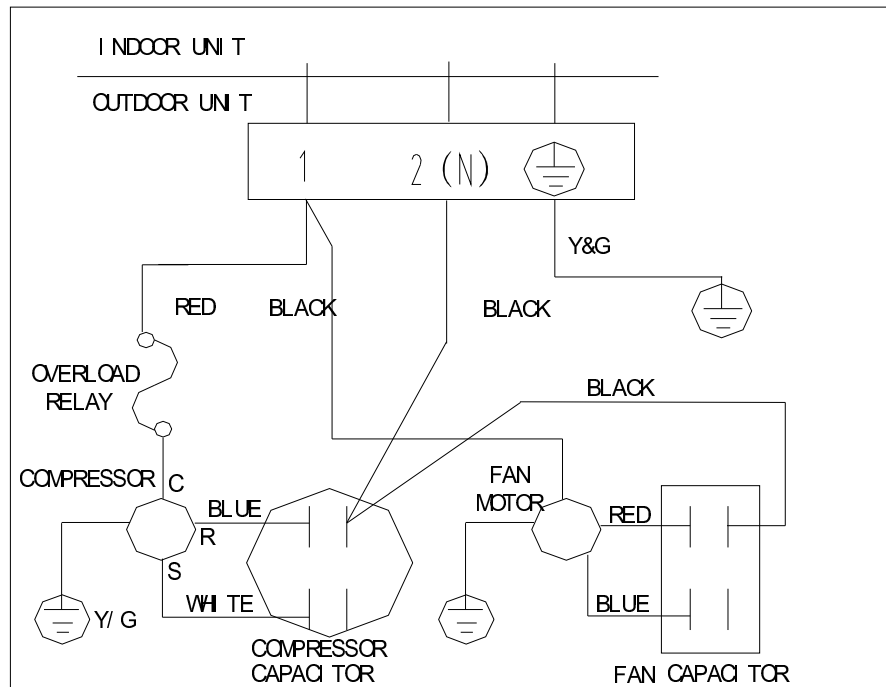 INDOOR UNIT
OUTDOOR UNIT
1
2 (N)
Y&G
RED
BLACK
BLACK
OVERLOAD
RELAY
BLACK
COMPRESSOR
C
FAN
MOTOR
BLUE
R
RED
S
WHITE
Y/G
BLUE
COMPRESSOR
CAPACITOR
FAN CAPACITOR